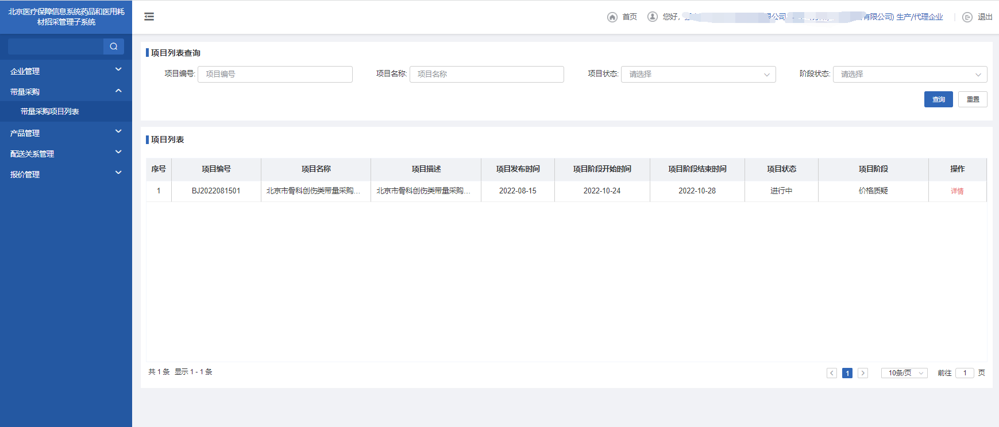 北京医疗保障信息系统药品和医用耗
材招采管理子系统
首页
您好,
限公司
有限公司) 生产/代理企业
退出
企业管理
带量采购
带量采购项目列表
产品管理
配送关系管理
报价管理
项目列表查询
项目编号: 项目编号
项目名称: 项目名称
项目状态: 请选择
阶段状态: 请选择
查询
重置
项目列表
序号 项目编号 项目名称 项目描述 项目发布时间 项目阶段开始时间 项目阶段结束时间 项目状态 项目阶段 操作
1 BJ2022081501 北京市骨科创伤类带量采购... 北京市骨科创伤类带量采购... 2022-08-15 2022-10-24 2022-10-28 进行中 价格质疑 详情
共 1 条 显示 1 - 1 条
1 10条/页 前往 1 页